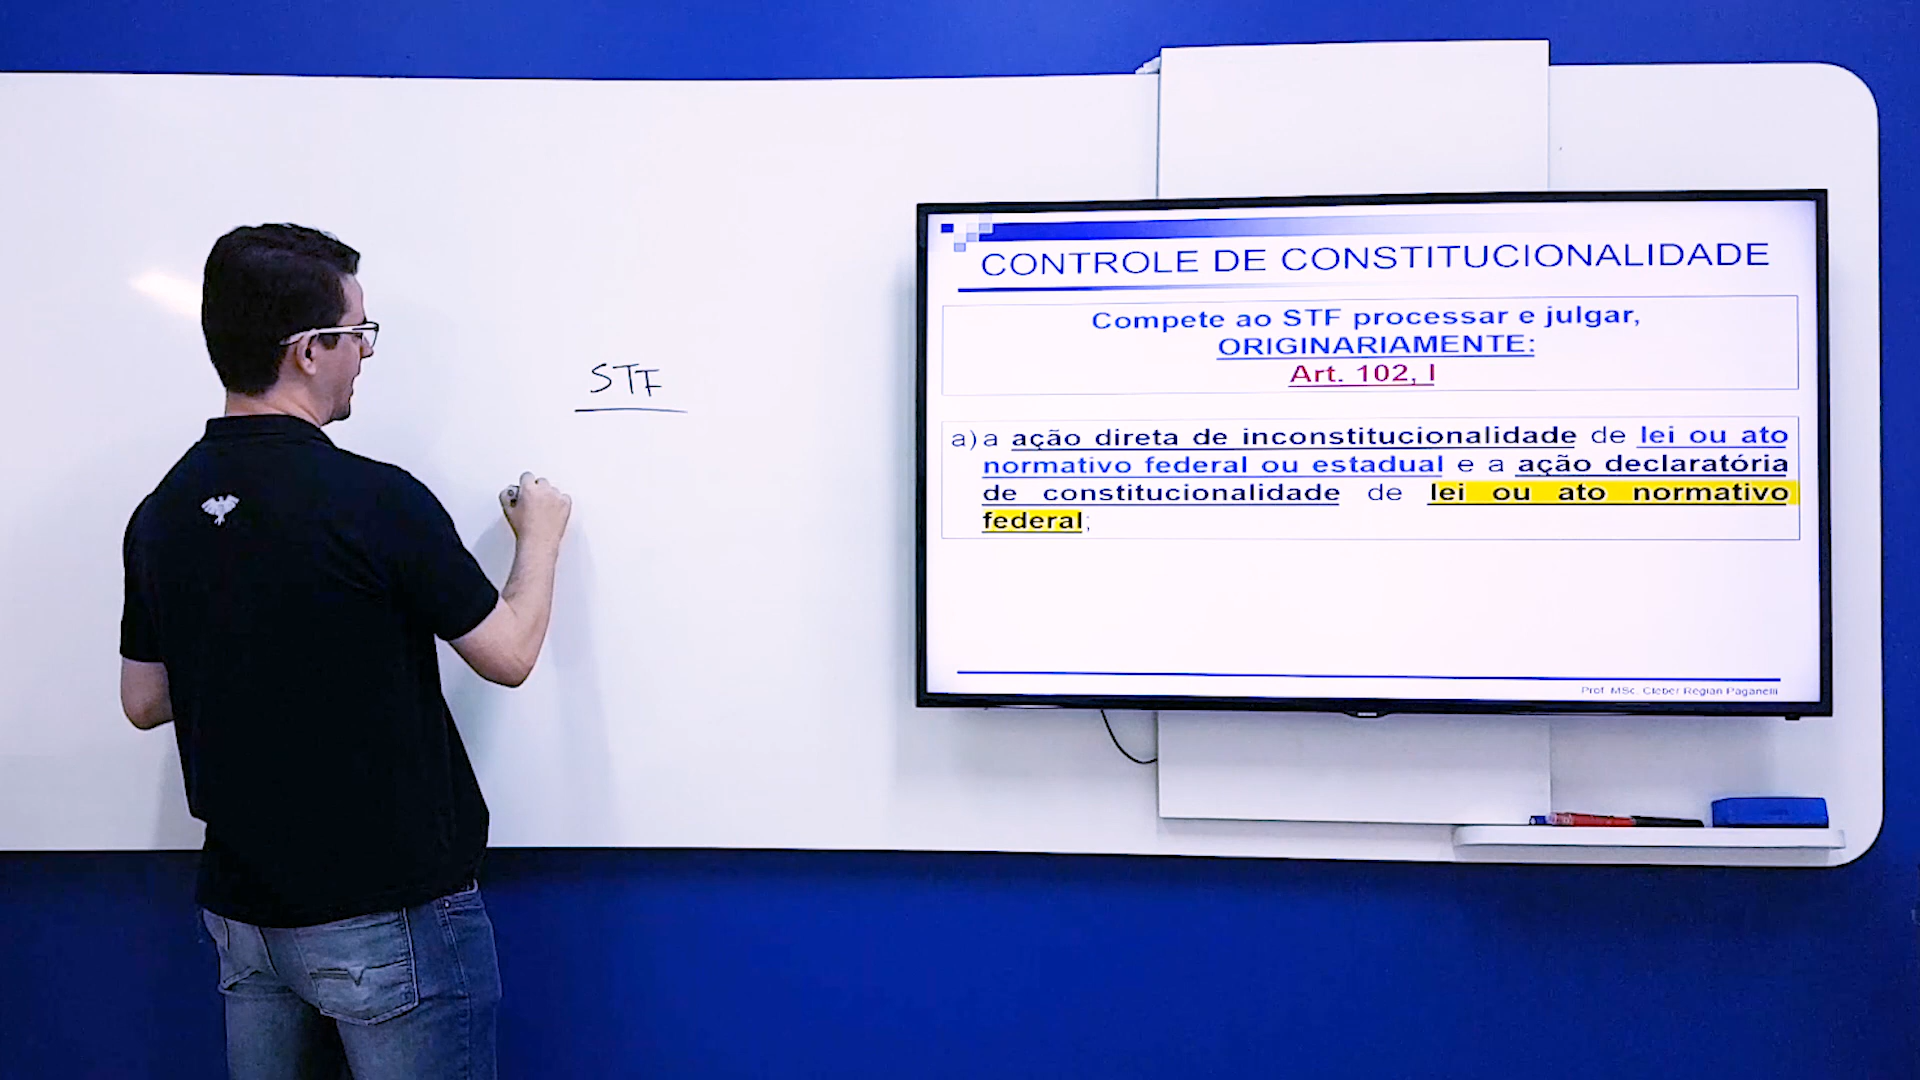 STF
CONTROLE DE CONSTITUCIONALIDADE
Compete ao STF processar e julgar,
ORIGINARIAMENTE:
Art. 102, I
a) a ação direta de inconstitucionalidade de lei ou ato
normativo federal ou estadual e a ação declaratória
de constitucionalidade de lei ou ato normativo
federal;
Prof. MSc. Cleber Regian Paganelli